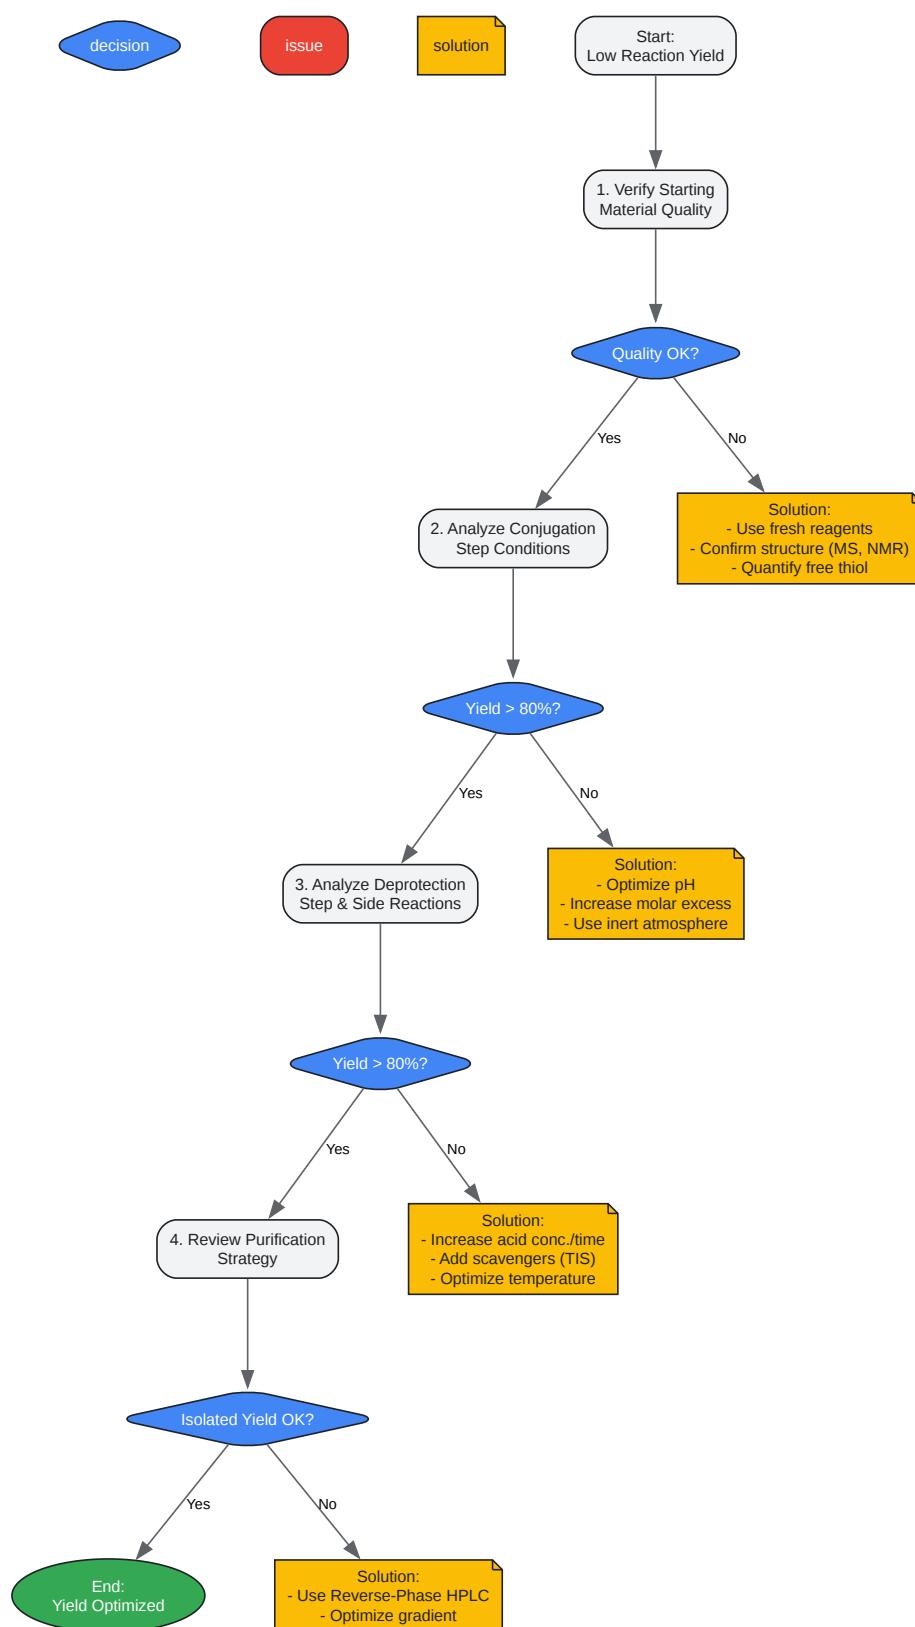 decision
issue
solution
Start:
Low Reaction Yield
1. Verify Starting
Material Quality
Quality OK?
Yes
No
2. Analyze Conjugation
Step Conditions
Solution:
- Use fresh reagents
- Confirm structure (MS, NMR)
- Quantify free thiol
Yield > 80%?
Yes
No
3. Analyze Deprotection
Step & Side Reactions
Solution:
- Optimize pH
- Increase molar excess
- Use inert atmosphere
Yield > 80%?
Yes
No
4. Review Purification
Strategy
Solution:
- Increase acid conc./time
- Add scavengers (TIS)
- Optimize temperature
Isolated Yield OK?
Yes
No
End:
Yield Optimized
Solution:
- Use Reverse-Phase HPLC
- Optimize gradient